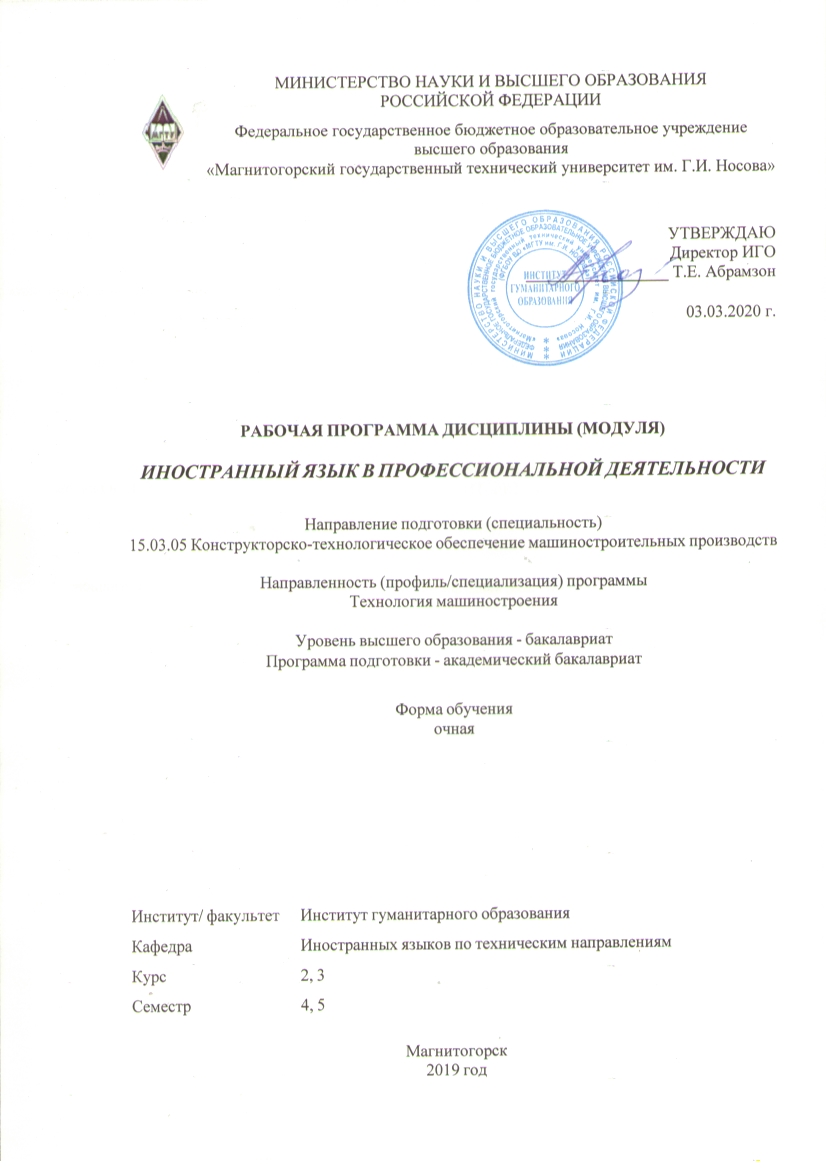 МИНИСТЕРСТВО НАУКИ И ВЫСШЕГО ОБРАЗОВАНИЯ
РОССИЙСКОЙ ФЕДЕРАЦИИ
Федеральное государственное бюджетное образовательное учреждение
высшего образования
«Магнитогорский государственный технический университет им. Г.И. Носова»
УТВЕРЖДАЮ
Директор ИГО
Т.Е. Абрамзон
03.03.2020 г.
ИНСТИТУТ
ГУМАНИТАРНОГО
ОБРАЗОВАНИЯ
РАБОЧАЯ ПРОГРАММА ДИСЦИПЛИНЫ (МОДУЛЯ)
ИНОСТРАННЫЙ ЯЗЫК В ПРОФЕССИОНАЛЬНОЙ ДЕЯТЕЛЬНОСТИ
Направление подготовки (специальность)
15.03.05 Конструкторско-технологическое обеспечение машиностроительных производств
Направленность (профиль/специализация) программы
Технология машиностроения
Уровень высшего образования - бакалавриат
Программа подготовки - академический бакалавриат
Форма обучения
очная
Институт/ факультет Институт гуманитарного образования
Кафедра Иностранных языков по техническим направлениям
Курс 2, 3
Семестр 4, 5
Магнитогорск
2019 год